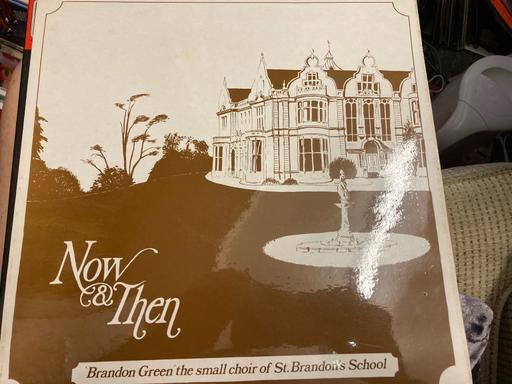 Now
& Then
'Brandon Green' the small choir of St. Brandon's School